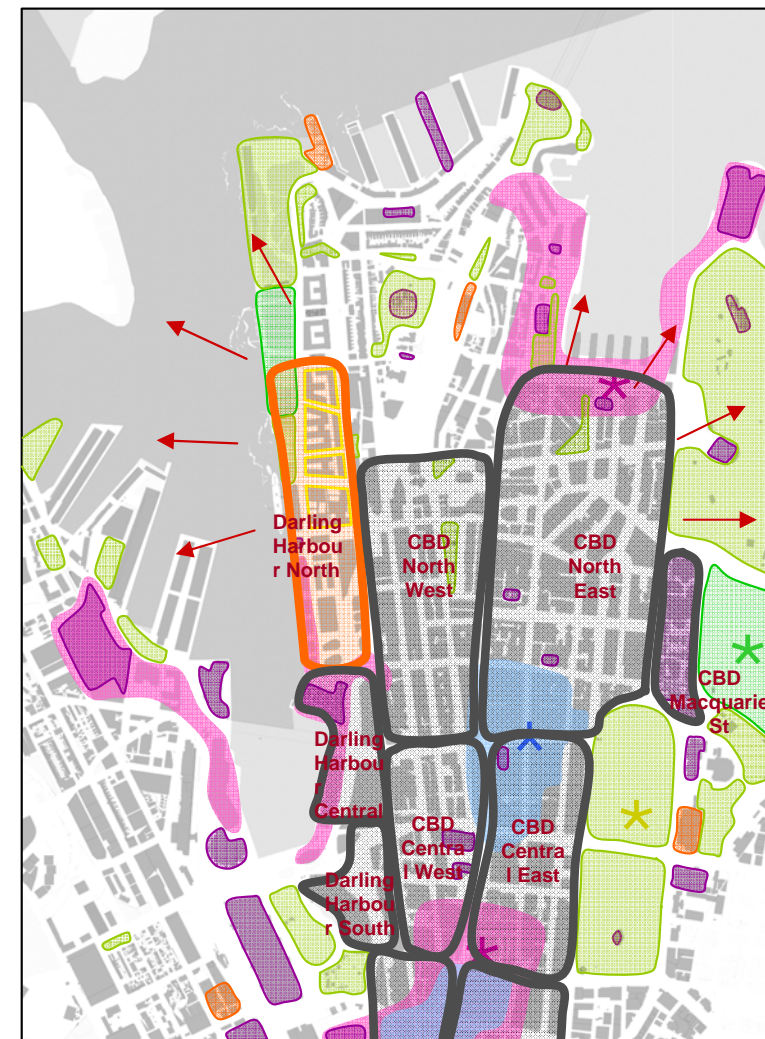 Darling
Harbou
r North
CBD
North
West
CBD
North
East
CBD
Macquarie
St
Darling
Harbou
r
Central
CBD
Centra
l West
CBD
Centra
l East
Darling
Harbou
r South